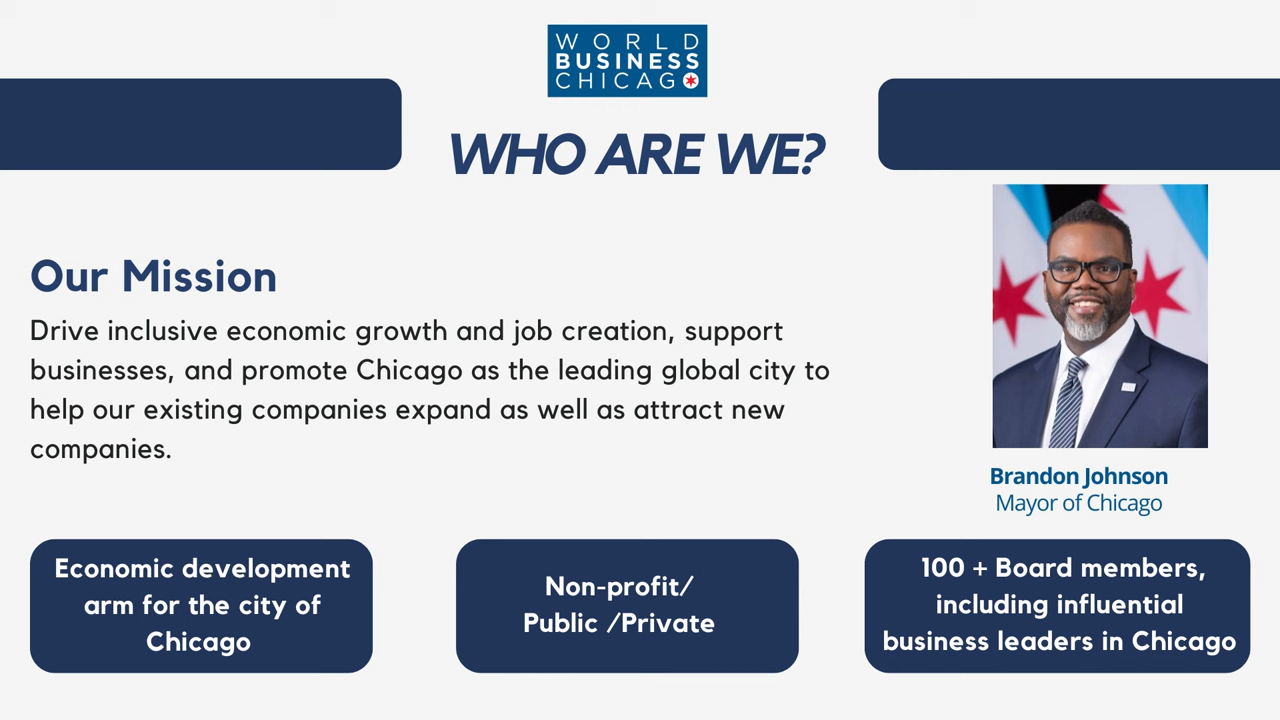 WORLD
BUSINESS
CHICAGO
WHO ARE WE?
Our Mission
Drive inclusive economic growth and job creation, support
businesses, and promote Chicago as the leading global city to
help our existing companies expand as well as attract new
companies.
Brandon Johnson
Mayor of Chicago
Economic development
arm for the city of
Chicago
Non-profit/
Public /Private
100 + Board members,
including influential
business leaders in Chicago